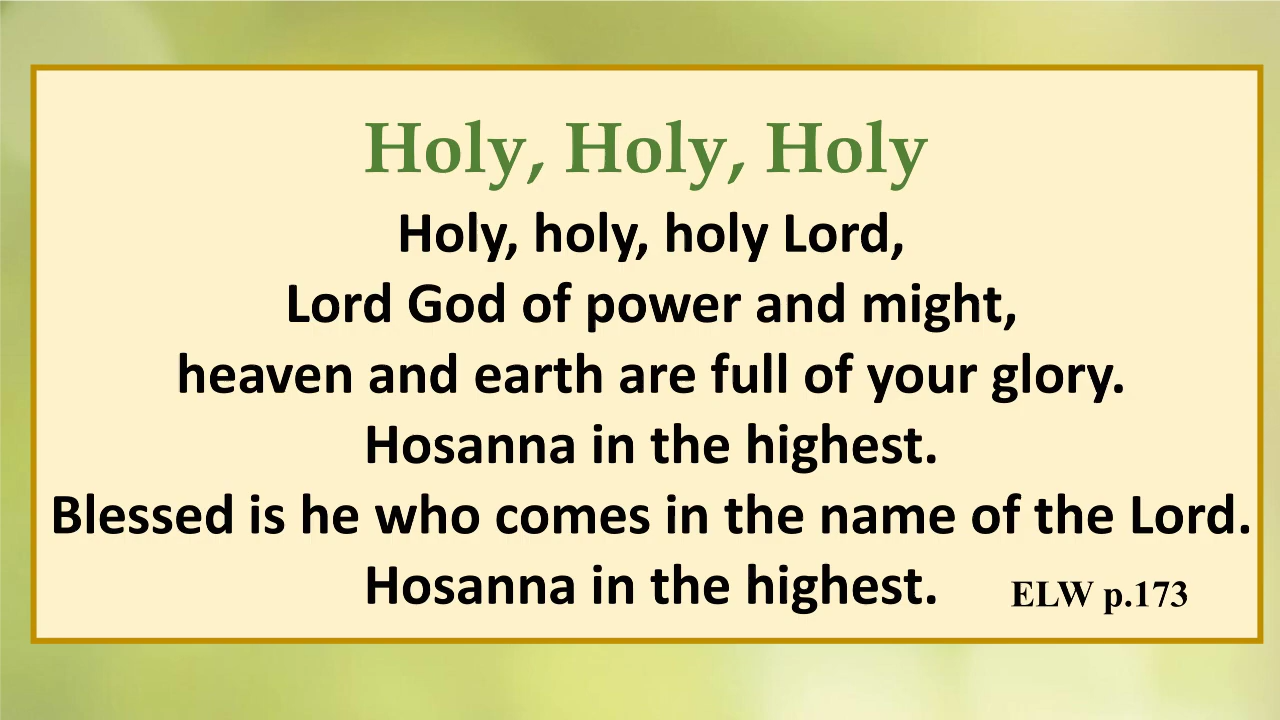 Holy, Holy, Holy
Holy, holy, holy Lord,
Lord God of power and might,
heaven and earth are full of your glory.
Hosanna in the highest.
Blessed is he who comes in the name of the Lord.
Hosanna in the highest.
ELW p.173